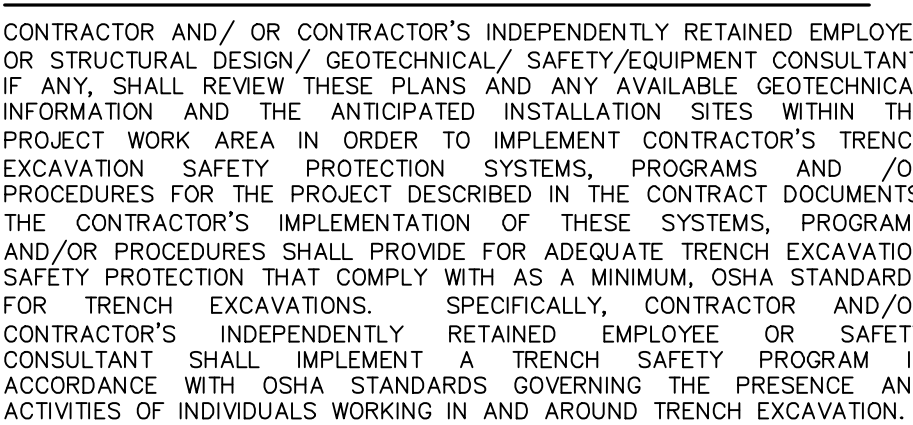 CONTRACTOR AND/ OR CONTRACTOR'S INDEPENDENTLY RETAINED EMPLOYE
OR STRUCTURAL DESIGN/ GEOTECHNICAL/ SAFETY/EQUIPMENT CONSULTANT
IF ANY, SHALL REVIEW THESE PLANS AND ANY AVAILABLE GEOTECHNICA
INFORMATION AND THE ANTICIPATED INSTALLATION SITES WITHIN TH
PROJECT WORK AREA IN ORDER TO IMPLEMENT CONTRACTOR'S TRENC
EXCAVATION SAFETY PROTECTION SYSTEMS, PROGRAMS AND /O
PROCEDURES FOR THE PROJECT DESCRIBED IN THE CONTRACT DOCUMENTS
THE CONTRACTOR'S IMPLEMENTATION OF THESE SYSTEMS, PROGRAM
AND/OR PROCEDURES SHALL PROVIDE FOR ADEQUATE TRENCH EXCAVATIO
SAFETY PROTECTION THAT COMPLY WITH AS A MINIMUM, OSHA STANDARD
FOR TRENCH EXCAVATIONS. SPECIFICALLY, CONTRACTOR AND/O
CONTRACTOR'S INDEPENDENTLY RETAINED EMPLOYEE OR SAFET
CONSULTANT SHALL IMPLEMENT A TRENCH SAFETY PROGRAM I
ACCORDANCE WITH OSHA STANDARDS GOVERNING THE PRESENCE AN
ACTIVITIES OF INDIVIDUALS WORKING IN AND AROUND TRENCH EXCAVATION.